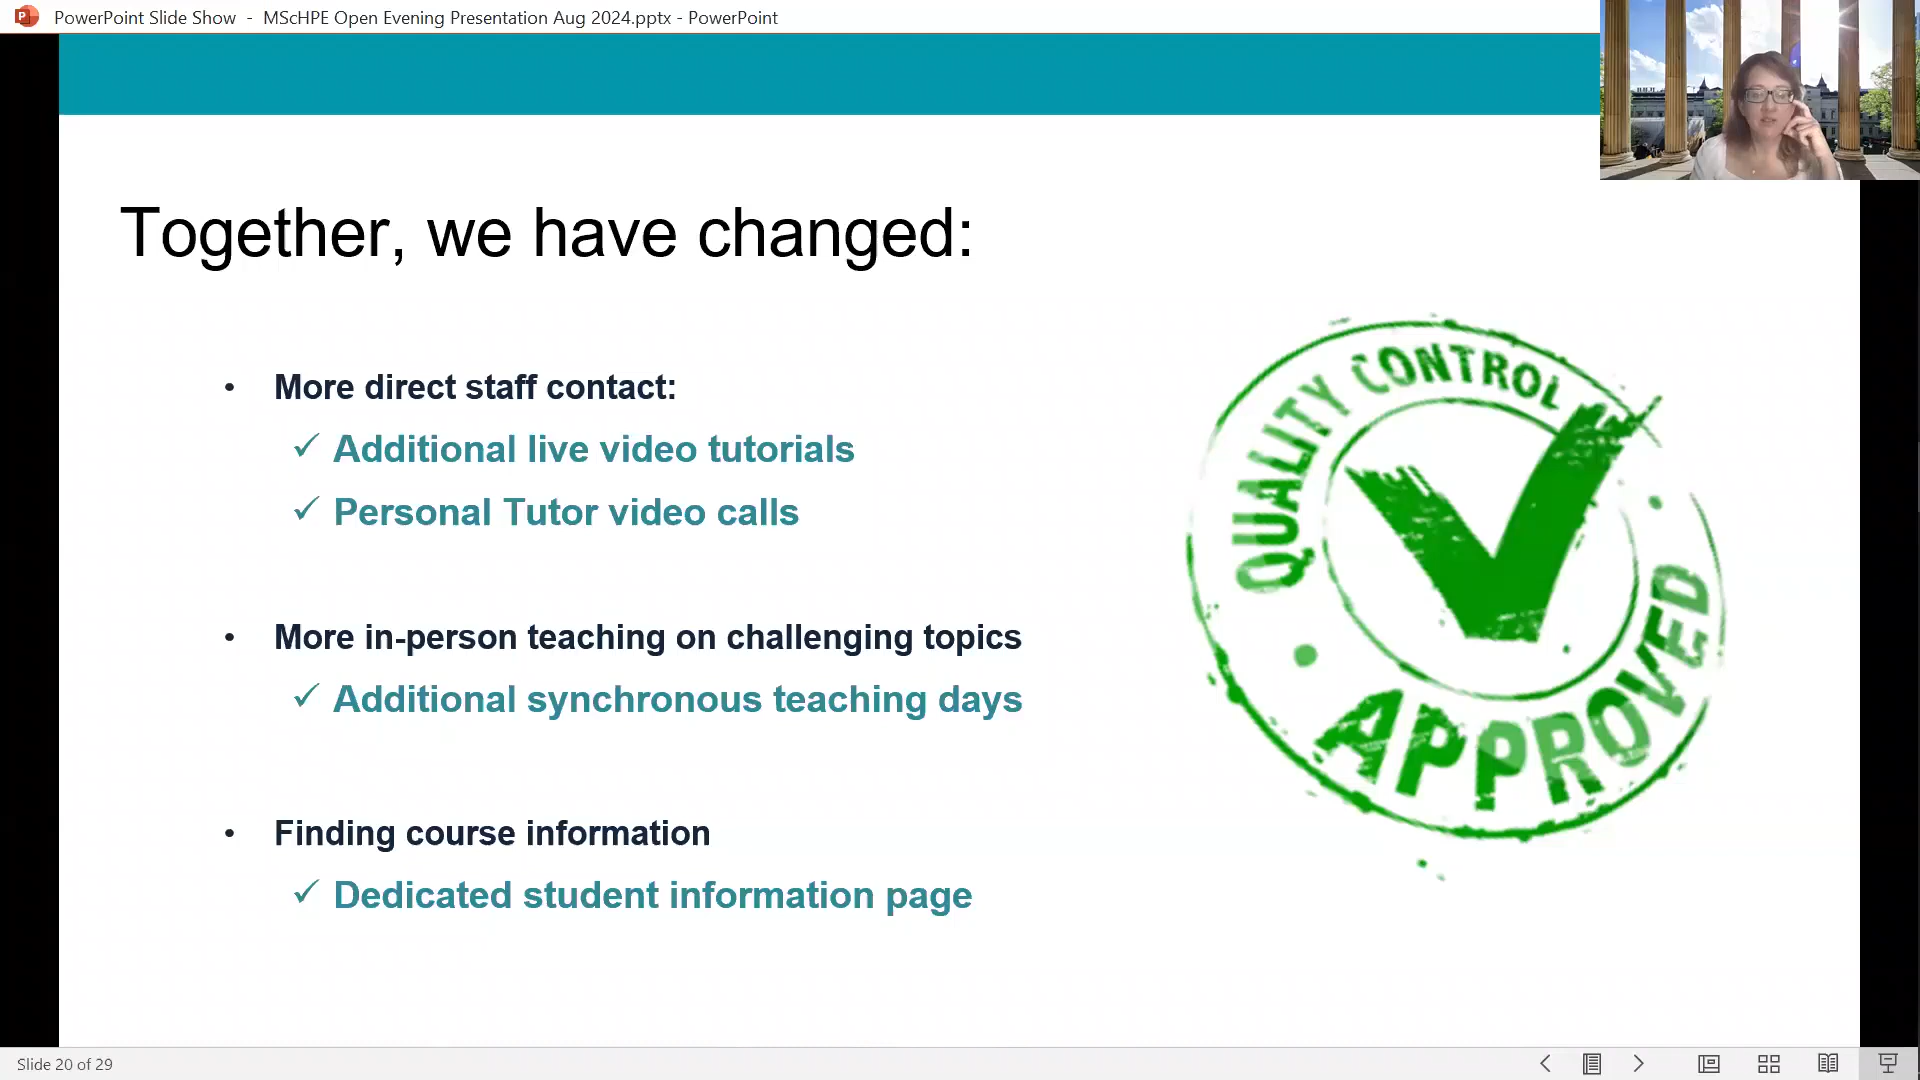 PowerPoint Slide Show - MScHPE Open Evening Presentation Aug 2024.pptx - PowerPoint
Together, we have changed:
• More direct staff contact:
✓ Additional live video tutorials
✓ Personal Tutor video calls
• More in-person teaching on challenging topics
✓ Additional synchronous teaching days
• Finding course information
✓ Dedicated student information page
QUALITY CONTROL
APPROVED
Slide 20 of 29